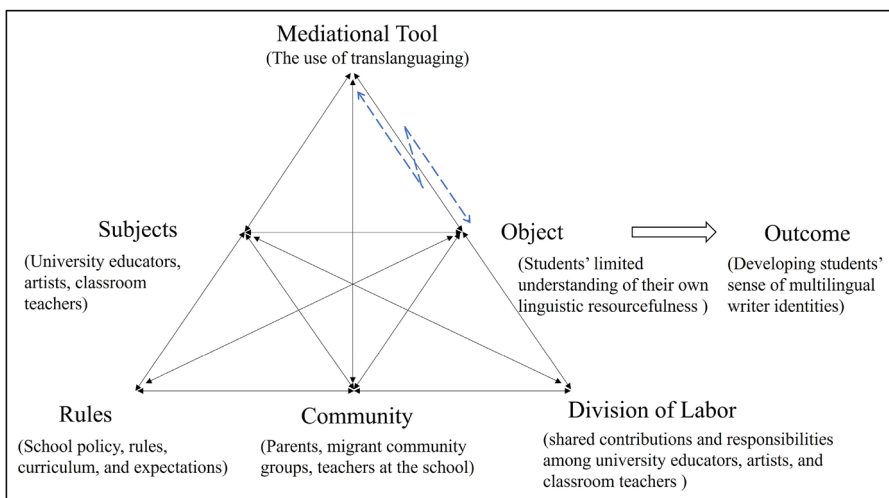 Mediational Tool
(The use of translanguaging)
Subjects
(University educators,
artists, classroom
teachers)
Object
(Students’ limited
understanding of their own
linguistic resourcefulness )
Outcome
(Developing students’
sense of multilingual
writer identities)
Rules
(School policy, rules,
curriculum, and expectations)
Community
(Parents, migrant community
groups, teachers at the school)
Division of Labor
(shared contributions and responsibilities
among university educators, artists, and
classroom teachers )